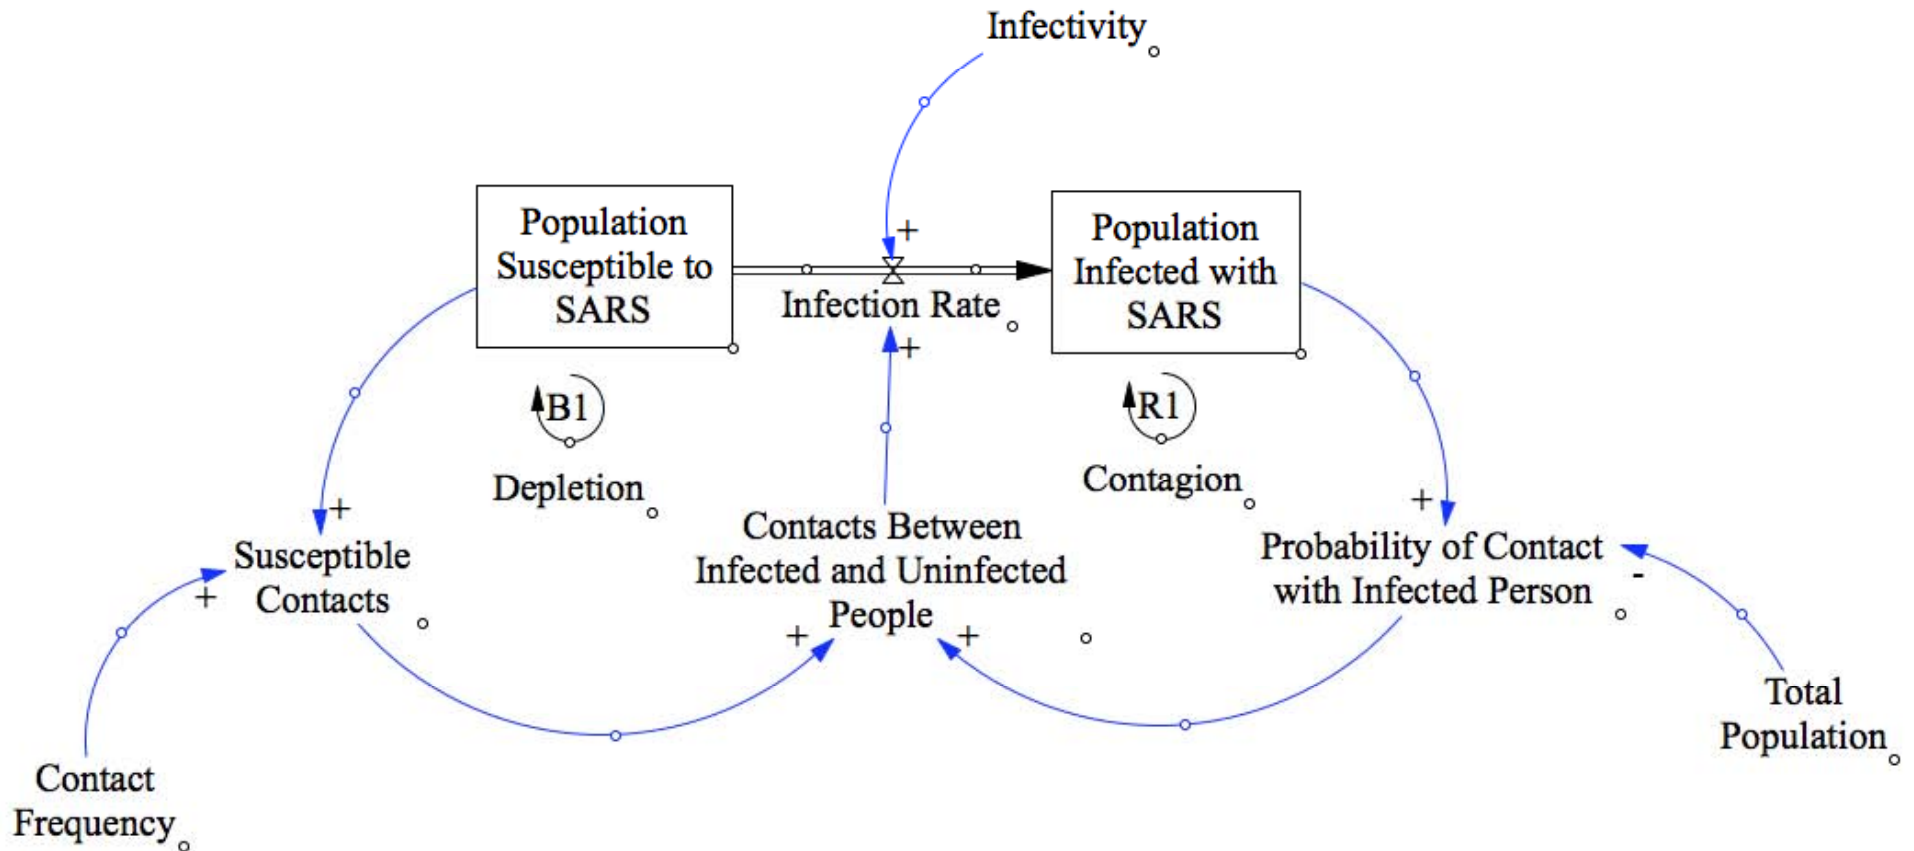 Infectivity
+
Population
Susceptible to
SARS
Infection Rate
+
Population
Infected with
SARS
B1
Depletion
R1
Contagion
+
Susceptible
Contacts
+
Contacts Between
Infected and Uninfected
People
+
+
+
Probability of Contact
with Infected Person
-
Total
Population
Contact
Frequency